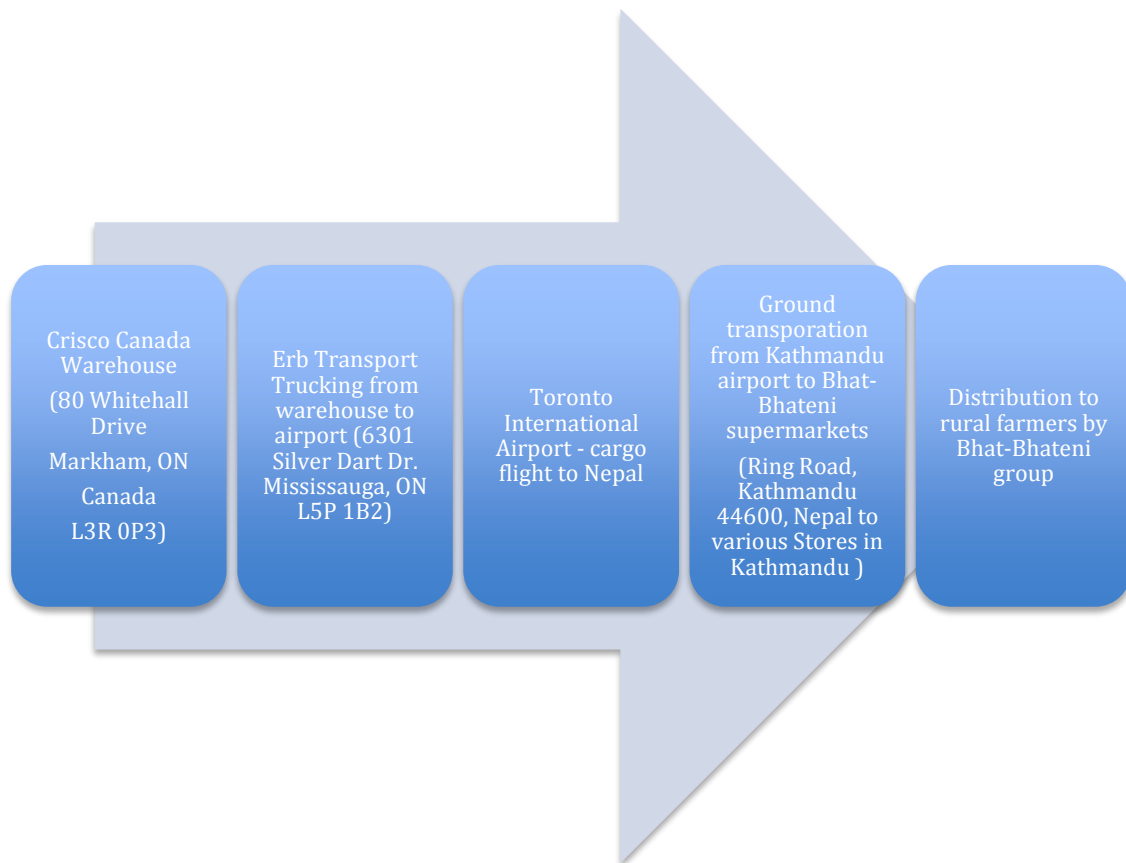 Crisco Canada
Warehouse
(80 Whitehall
Drive
Markham, ON
Canada
L3R 0P3)
Erb Transport
Trucking from
warehouse to
airport (6301
Silver Dart Dr.
Mississauga, ON
L5P 1B2)
Toronto
International
Airport - cargo
flight to Nepal
Ground
transporation
from Kathmandu
airport to Bhat-
Bhateni
supermarkets
(Ring Road,
Kathmandu
44600, Nepal to
various Stores in
Kathmandu )
Distribution to
rural farmers by
Bhat-Bhateni
group